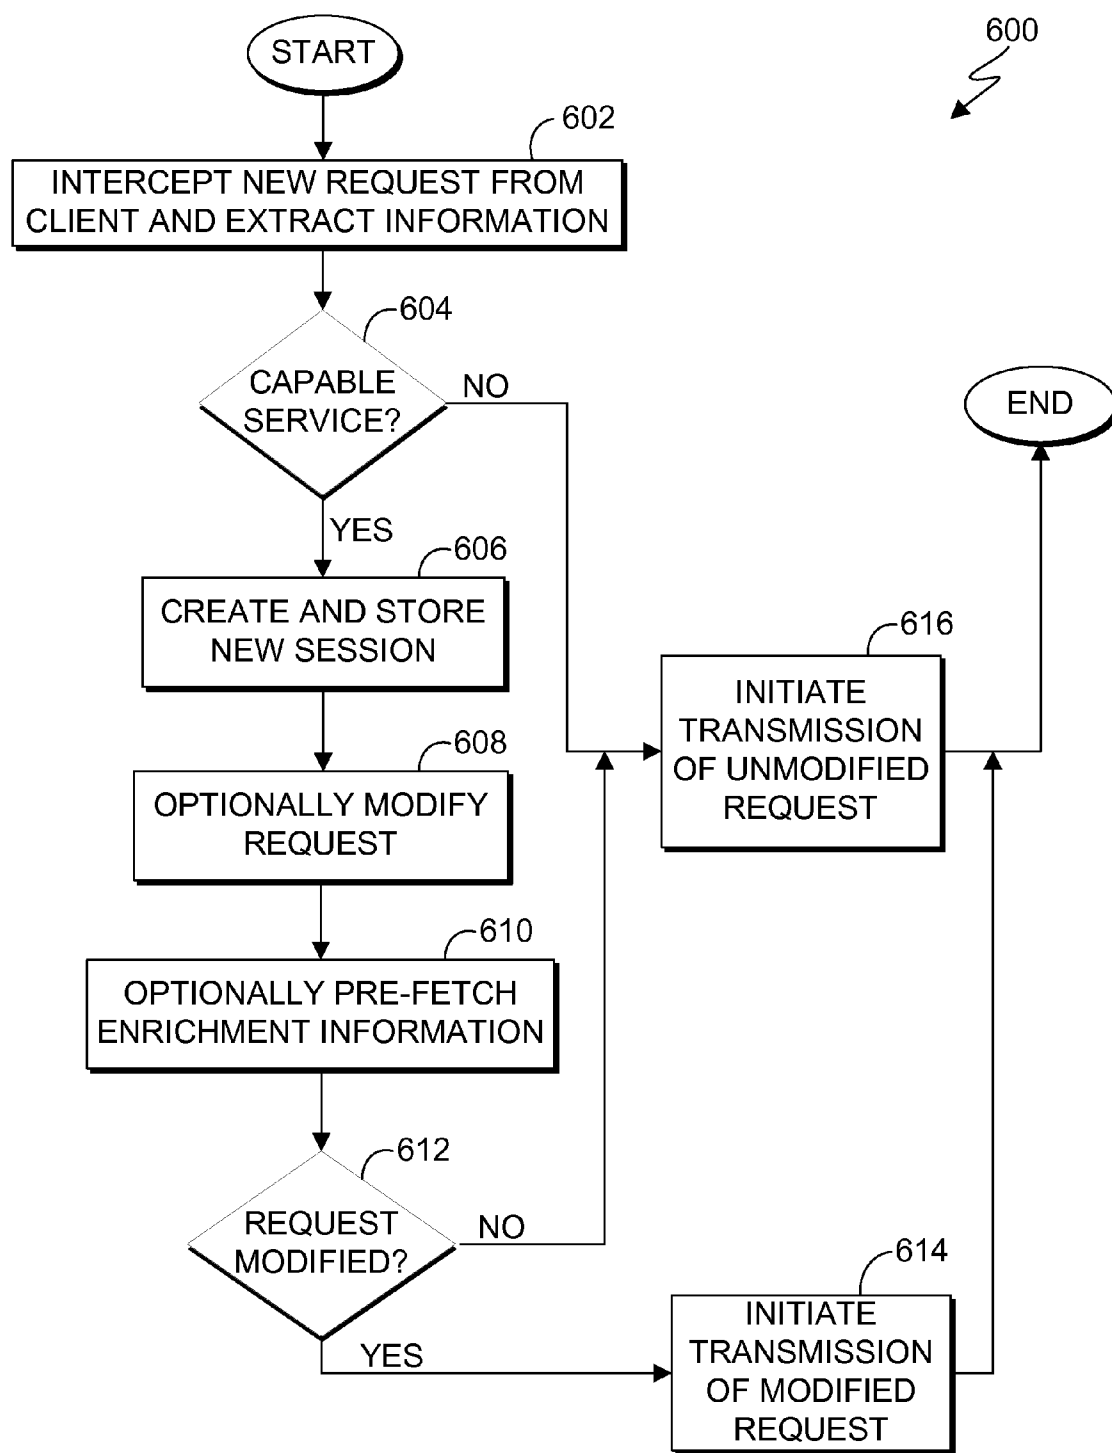 START
600
602
INTERCEPT NEW REQUEST FROM
CLIENT AND EXTRACT INFORMATION
604
CAPABLE
SERVICE?
NO
END
YES
606
CREATE AND STORE
NEW SESSION
616
INITIATE
TRANSMISSION
OF UNMODIFIED
REQUEST
608
OPTIONALLY MODIFY
REQUEST
610
OPTIONALLY PRE-FETCH
ENRICHMENT INFORMATION
612
REQUEST
MODIFIED?
NO
YES
614
INITIATE
TRANSMISSION
OF MODIFIED
REQUEST